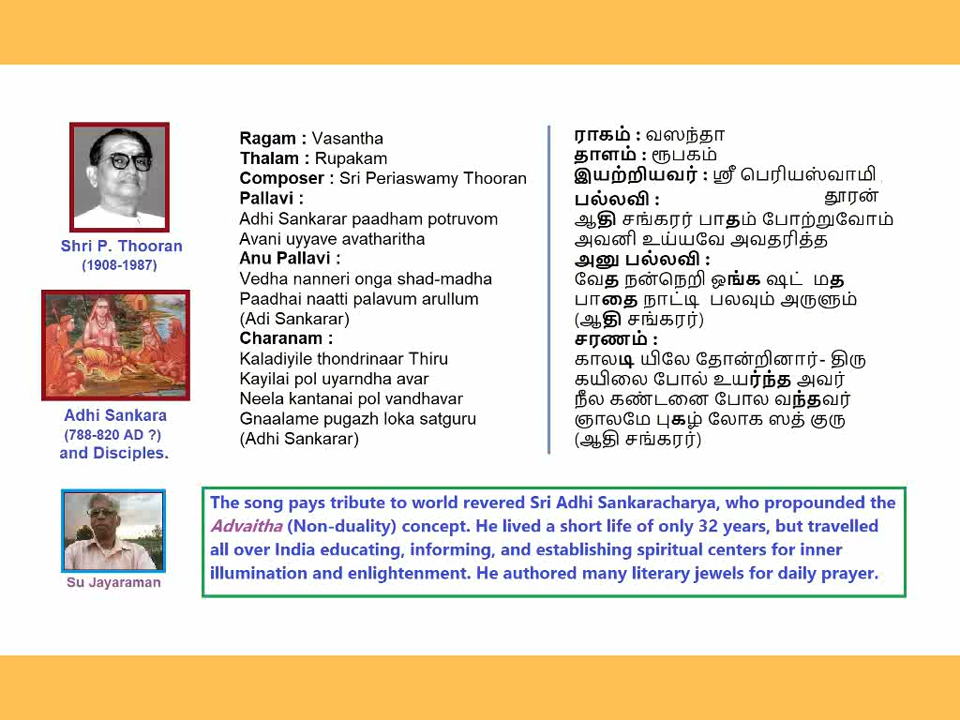 Shri P. Thooran
(1908-1987)
Adhi Sankara
(788-820 AD ?)
and Disciples.
Su Jayaraman
Ragam : Vasantha
Thalam : Rupakam
Composer : Sri Periaswamy Thooran
Pallavi :
Adhi Sankarar paadham potruvom
Avani uyyave avatharitha
Anu Pallavi :
Vedha nanneri onga shad-madha
Paadhai naatti palavum arullum
(Adi Sankarar)
Charanam :
Kaladiyile thondrinaar Thiru
Kayilai pol uyarndha avar
Neela kantanai pol vandhavar
Gnaalame pugazh loka satguru
(Adhi Sankarar)
ராகம் : வஸந்தா
தாளம் : ரூபகம்
இயற்றியவர் : ஸ்ரீ பெரியஸ்வாமி
தூரன்
பல்லவி :
ஆதி சங்கரர் பாதம் போற்றுவோம்
அவனி உய்யவே அவதரித்த
அனு பல்லவி :
வேத நன்நெறி ஓங்க ஷட் மத
பாதை நாட்டி பலவும் அருளும்
(ஆதி சங்கரர்)
சரணம் :
காலடி யிலே தோன்றினார்- திரு
கயிலை போல் உயர்ந்த அவர்
நீல கண்டனை போல வந்தவர்
ஞாலமே புகழ் லோக ஸத் குரு
(ஆதி சங்கரர்)
The song pays tribute to world revered Sri Adhi Sankaracharya, who propounded the
Advaitha (Non-duality) concept. He lived a short life of only 32 years, but travelled
all over India educating, informing, and establishing spiritual centers for inner
illumination and enlightenment. He authored many literary jewels for daily prayer.